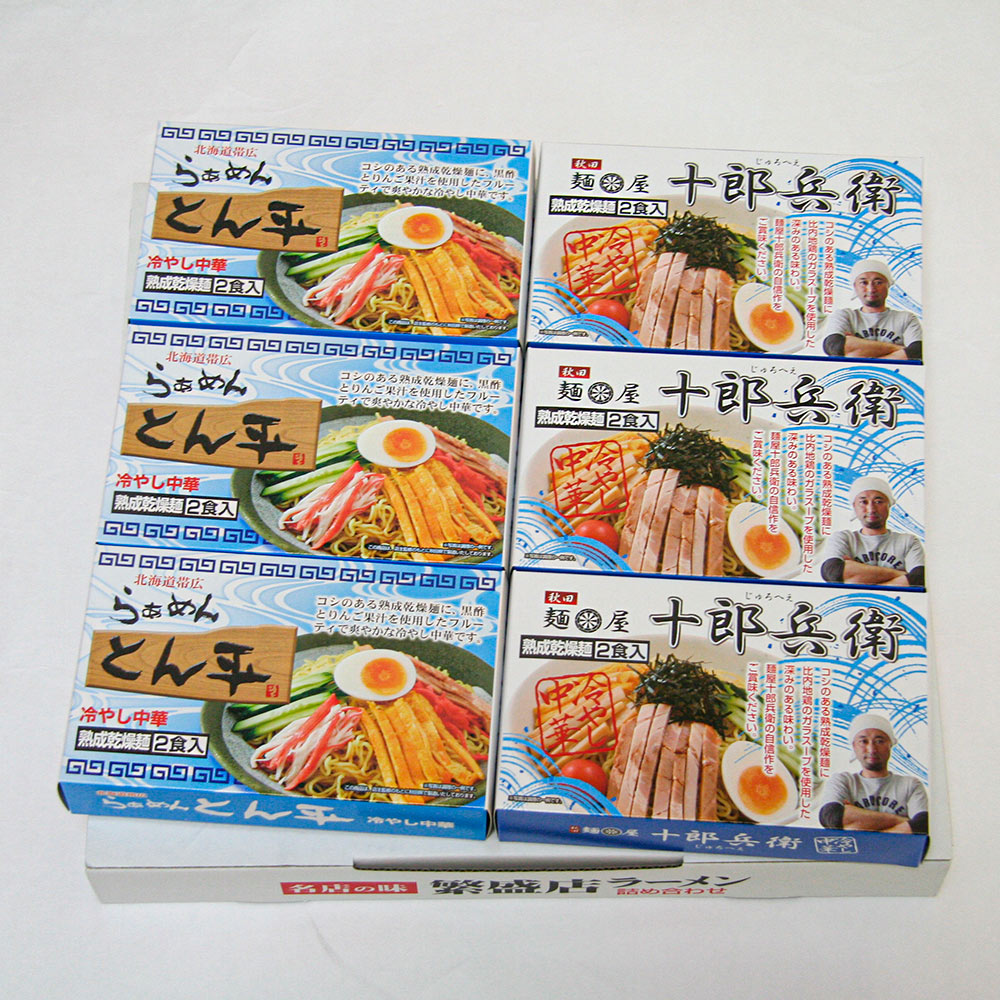 北海道帯広
らぁめん
せんと
冷やし中華
熟成乾燥麺 2食入
コシのある熟成乾燥麺に、黒酢
とりんご果汁を使用したフルー
ティで爽やかな冷やし中華です。
秋田
麺屋
じゅろへえ
十郎兵衛
熟成乾燥麺 2食入
冷やし中華
コシのある熟成乾燥麺に
比内地鶏のガラスープを使用した
深みのある味わい。
麺屋十郎兵衛の自信作を
ご賞味ください。
北海道帯広
らぁめん
せんと
冷やし中華
熟成乾燥麺 2食入
コシのある熟成乾燥麺に、黒酢
とりんご果汁を使用したフルー
ティで爽やかな冷やし中華です。
秋田
麺屋
じゅろへえ
十郎兵衛
熟成乾燥麺 2食入
冷やし中華
コシのある熟成乾燥麺に
比内地鶏のガラスープを使用した
深みのある味わい。
麺屋十郎兵衛の自信作を
ご賞味ください。
北海道帯広
らぁめん
せんと
冷やし中華
熟成乾燥麺 2食入
コシのある熟成乾燥麺に、黒酢
とりんご果汁を使用したフルー
ティで爽やかな冷やし中華です。
らぁめん せんと 冷やし中華
秋田
麺屋
じゅろへえ
十郎兵衛
熟成乾燥麺 2食入
冷やし中華
コシのある熟成乾燥麺に
比内地鶏のガラスープを使用した
深みのある味わい。
麺屋十郎兵衛の自信作を
ご賞味ください。
麺屋 十郎兵衛 冷やし中華
じゅろへえ
名店の味 繁盛店ラーメン
詰め合わせ